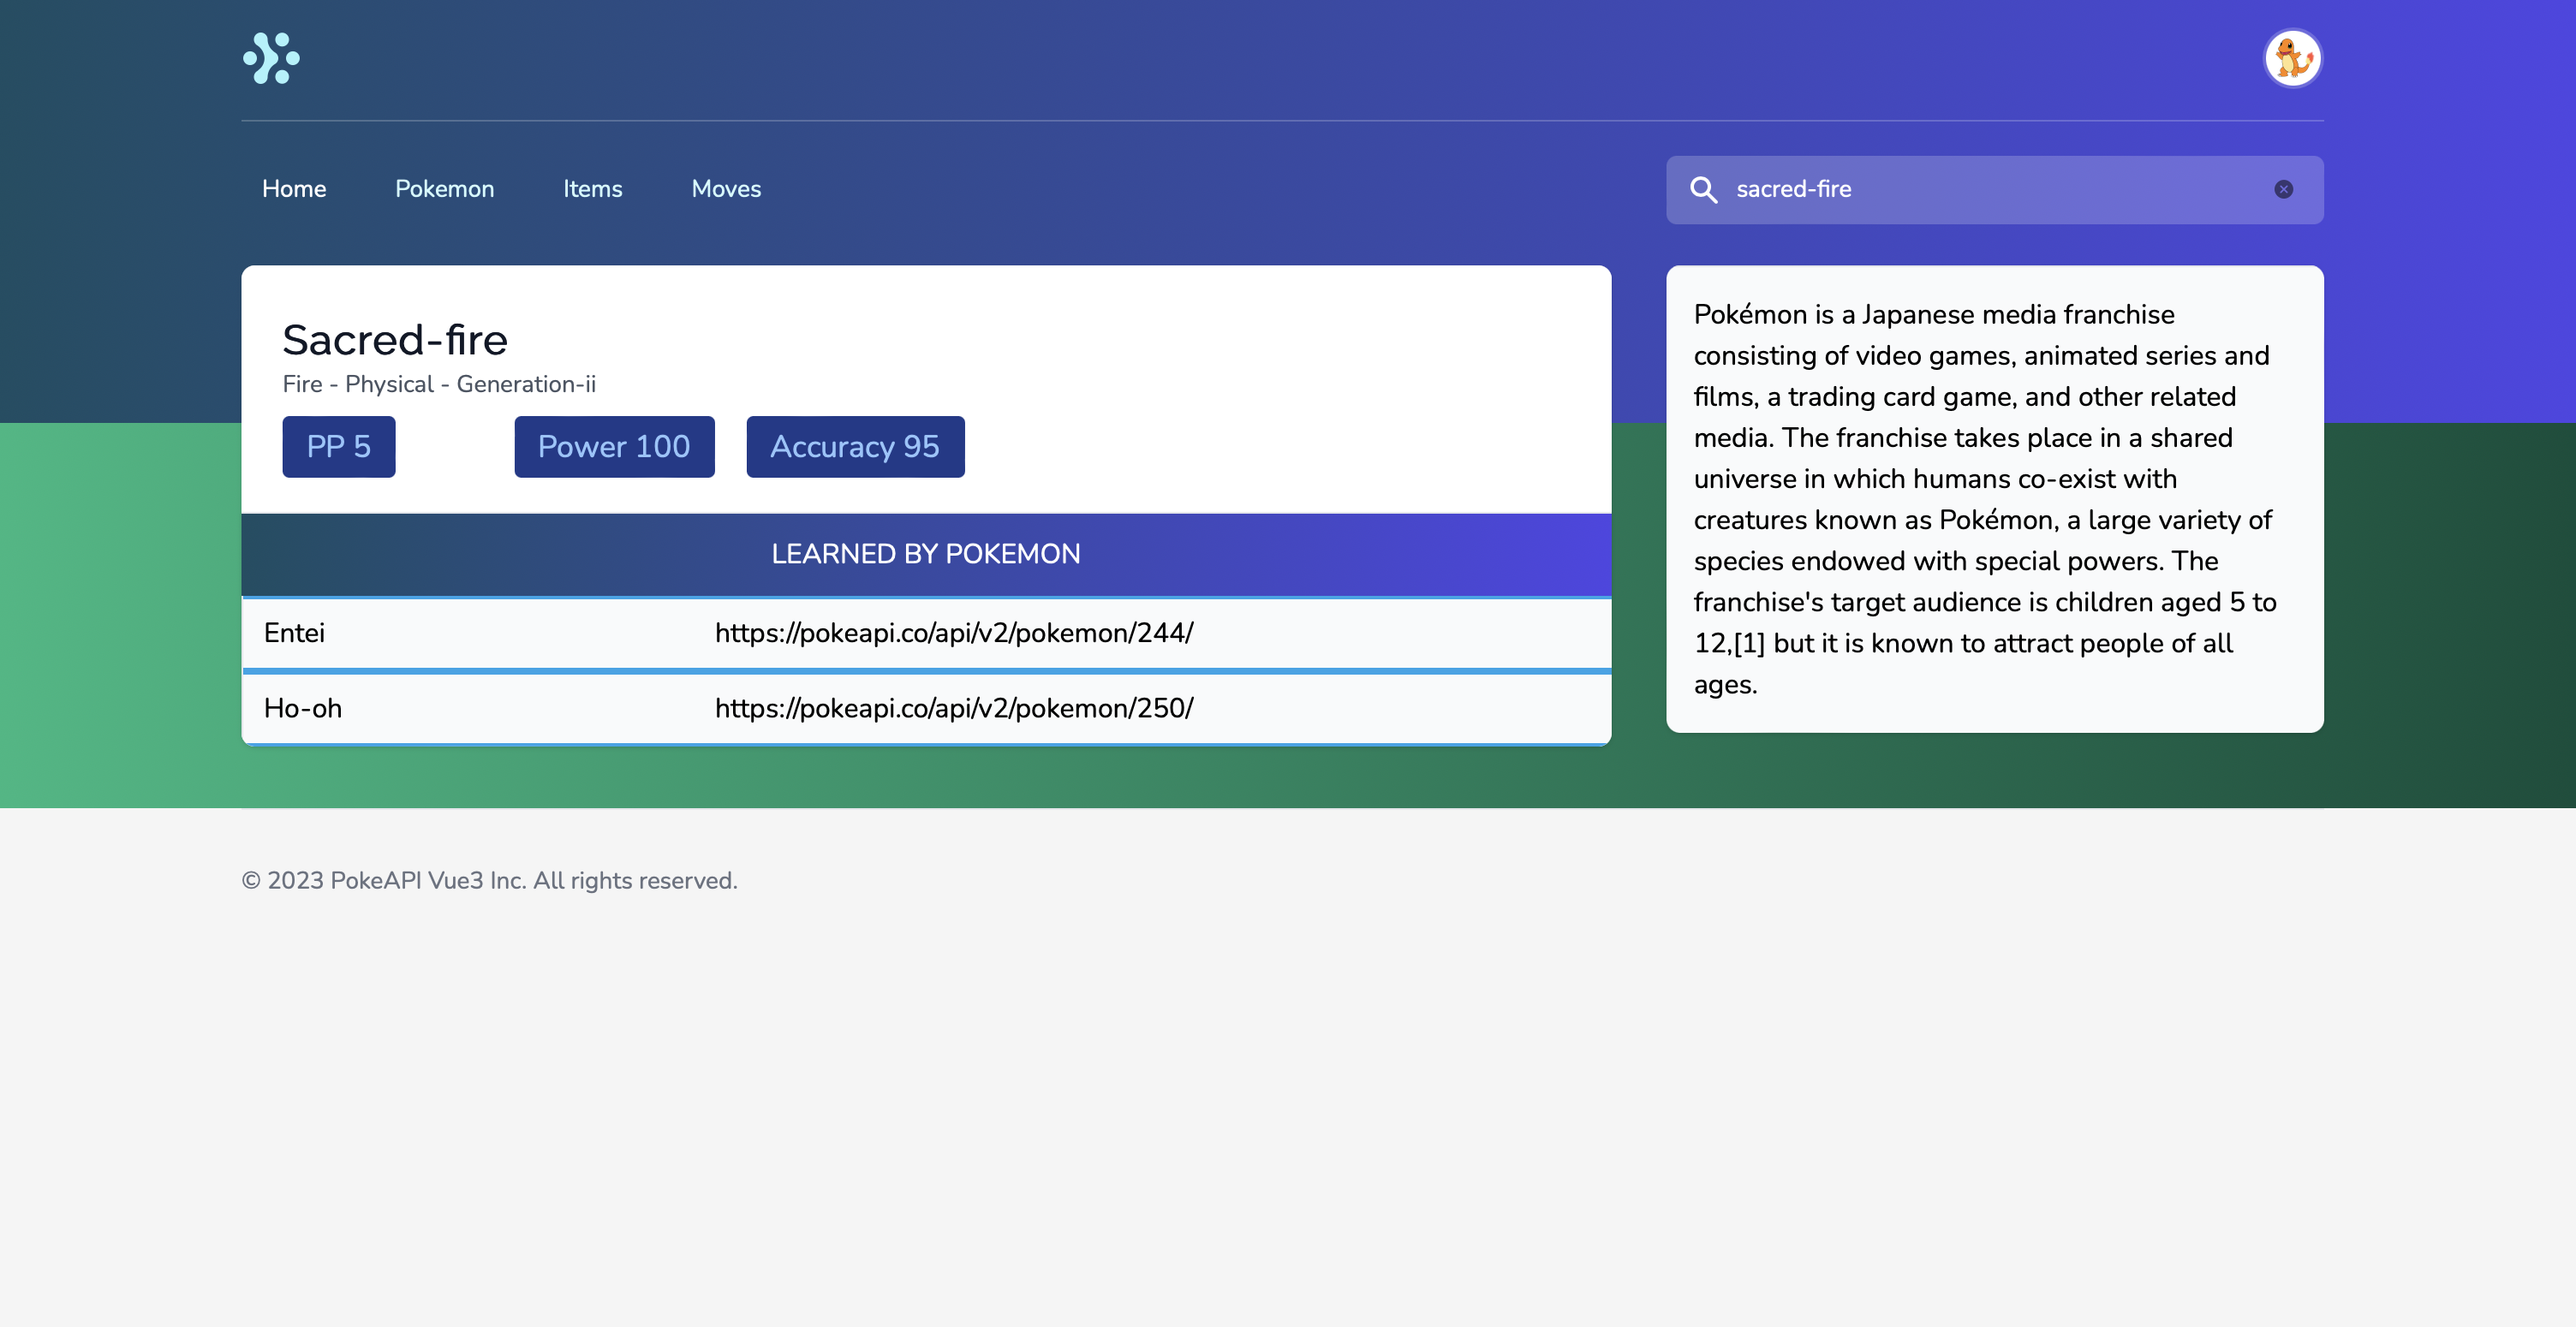 Home Pokemon Items Moves
sacred-fire
Sacred-fire
Fire - Physical - Generation-ii
PP 5 Power 100 Accuracy 95
LEARNED BY POKEMON
Entei https://pokeapi.co/api/v2/pokemon/244/
Ho-oh https://pokeapi.co/api/v2/pokemon/250/
Pokémon is a Japanese media franchise
consisting of video games, animated series and
films, a trading card game, and other related
media. The franchise takes place in a shared
universe in which humans co-exist with
creatures known as Pokémon, a large variety of
species endowed with special powers. The
franchise's target audience is children aged 5 to
12,[1] but it is known to attract people of all
ages.
© 2023 PokeAPI Vue3 Inc. All rights reserved.